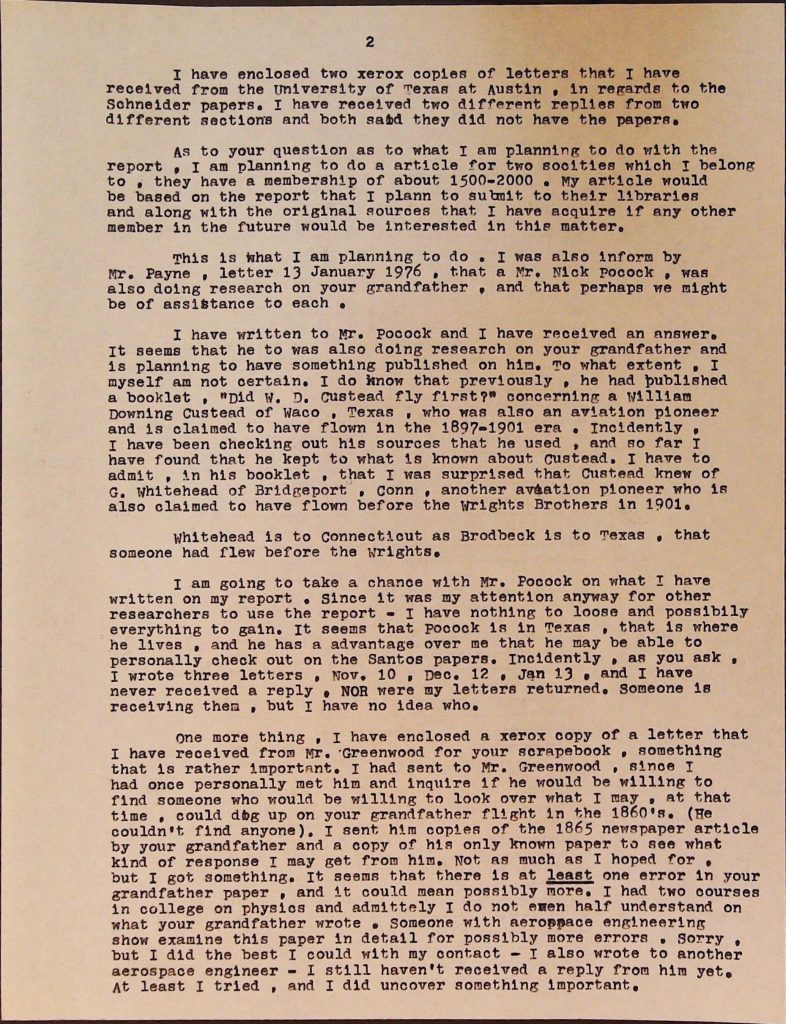 2
I have enclosed two xerox copies of letters that I have
received from the University of Texas at Austin , in regards to the
Schneider papers. I have received two different replies from two
different sections and both said they did not have the papers.
As to your question as to what I am planning to do with the
report , I am planning to do a article for two socities which I belong
to , they have a membership of about 1500-2000 . My article would
be based on the report that I plann to submit to their libraries
and along with the original sources that I have acquire if any other
member in the future would be interested in this matter.
This is what I am planning to do . I was also inform by
Mr. Payne , letter 13 January 1976 , that a Mr. Nick Pocock , was
also doing research on your grandfather , and that perhaps we might
be of assistance to each .
I have written to Mr. Pocock and I have received an answer.
It seems that he to was also doing research on your grandfather and
is planning to have something published on him. To what extent , I
myself am not certain. I do know that previously , he had published
a booklet , "Did W. D. Custead fly first?" concerning a William
Downing Custead of Waco , Texas , who was also an aviation pioneer
and is claimed to have flown in the 1897-1901 era . Incidently ,
I have been checking out his sources that he used , and so far I
have found that he kept to what is known about Custead. I have to
admit , in his booklet , that I was surprised that Custead knew of
G. Whitehead of Bridgeport , Conn , another aviation pioneer who is
also claimed to have flown before the Wrights Brothers in 1901.
Whitehead is to Connecticut as Brodbeck is to Texas , that
someone had flew before the Wrights.
I am going to take a chance with Mr. Pocock on what I have
written on my report . Since it was my attention anyway for other
researchers to use the report - I have nothing to loose and possibily
everything to gain. It seems that Pocock is in Texas , that is where
he lives , and he has a advantage over me that he may be able to
personally check out on the Santos papers. Incidently , as you ask ,
I wrote three letters , Nov. 10 , Dec. 12 , Jan 13 , and I have
never received a reply , NOR were my letters returned. Someone is
receiving them , but I have no idea who.
One more thing , I have enclosed a xerox copy of a letter that
I have received from Mr. Greenwood for your scrapebook , something
that is rather important. I had sent to Mr. Greenwood , since I
had once personally met him and inquire if he would be willing to
find someone who would be willing to look over what I may , at that
time , could dig up on your grandfather flight in the 1860's. (He
couldn't find anyone). I sent him copies of the 1865 newspaper article
by your grandfather and a copy of his only known paper to see what
kind of response I may get from him. Not as much as I hoped for ,
but I got something. It seems that there is at least one error in your
grandfather paper , and it could mean possibly more. I had two courses
in college on physics and admittely I do not even half understand on
what your grandfather wrote . Someone with aerospace engineering
show examine this paper in detail for possibly more errors . Sorry ,
but I did the best I could with my contact - I also wrote to another
aerospace engineer - I still haven't received a reply from him yet.
At least I tried , and I did uncover something important.